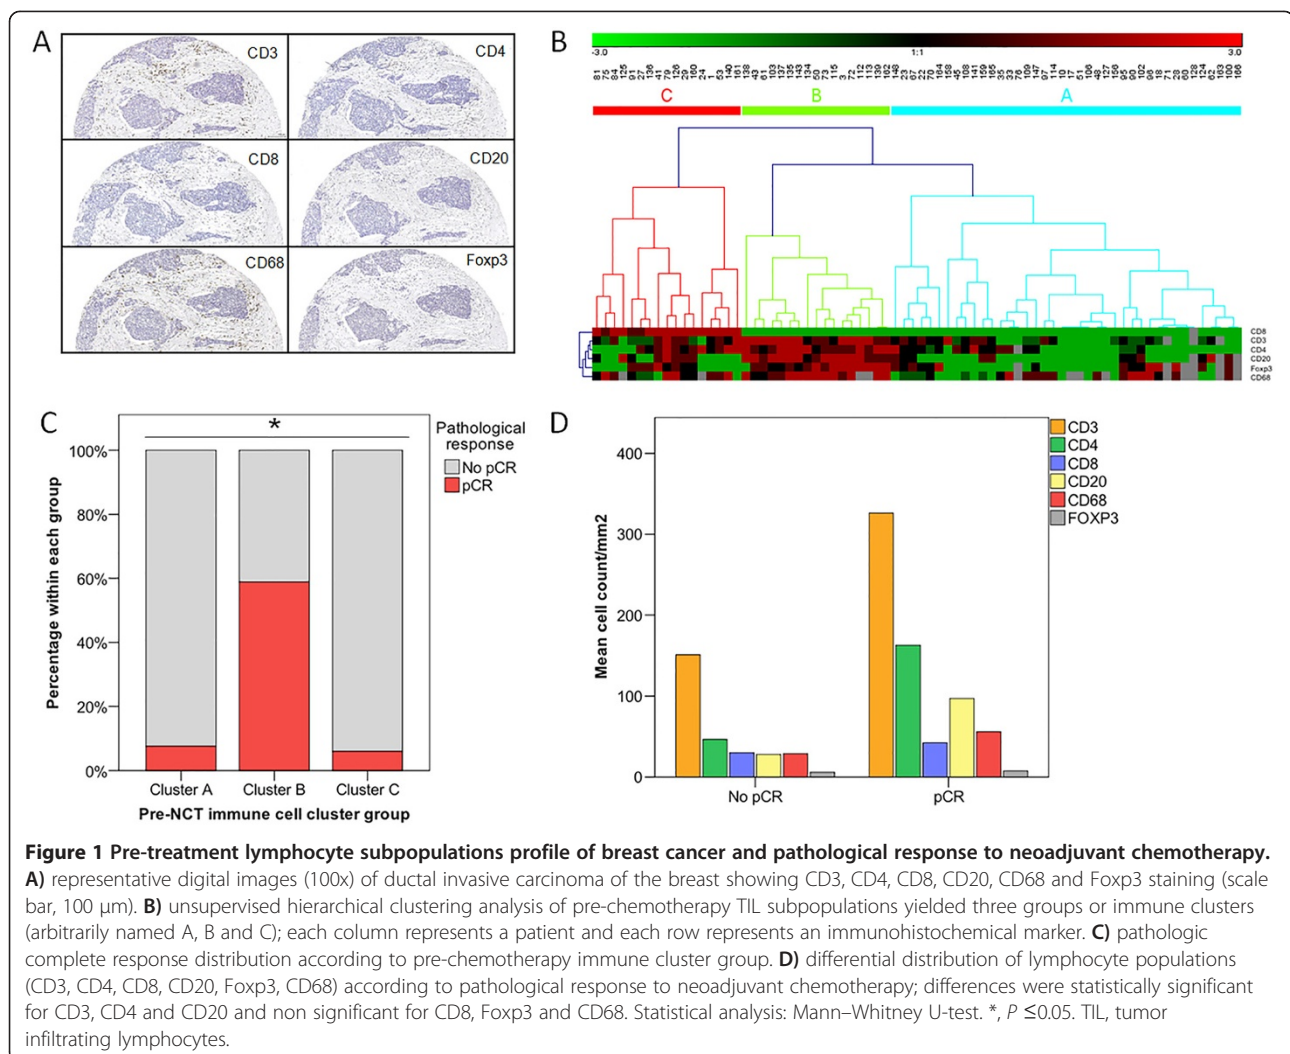 A
CD3
CD4
CD8
CD20
CD68
Foxp3
B
-3.0
1:1
3.0
C
B
A
CD8
CD3
CD4
CD20
Foxp3
CD68
C
*
Pathological
response
No pCR
pCR
100%
80%
60%
40%
20%
0%
Percentage within each group
Cluster A
Cluster B
Cluster C
Pre-NCT immune cell cluster group
D
CD3
CD4
CD8
CD20
CD68
FOXP3
400
300
200
100
0
Mean cell count/mm2
No pCR
pCR
Figure 1 Pre-treatment lymphocyte subpopulations profile of breast cancer and pathological response to neoadjuvant chemotherapy.
A) representative digital images (100x) of ductal invasive carcinoma of the breast showing CD3, CD4, CD8, CD20, CD68 and Foxp3 staining (scale
bar, 100 μm). B) unsupervised hierarchical clustering analysis of pre-chemotherapy TIL subpopulations yielded three groups or immune clusters
(arbitrarily named A, B and C); each column represents a patient and each row represents an immunohistochemical marker. C) pathologic
complete response distribution according to pre-chemotherapy immune cluster group. D) differential distribution of lymphocyte populations
(CD3, CD4, CD8, CD20, Foxp3, CD68) according to pathological response to neoadjuvant chemotherapy; differences were statistically significant
for CD3, CD4 and CD20 and non significant for CD8, Foxp3 and CD68. Statistical analysis: Mann–Whitney U-test. *, P ≤0.05. TIL, tumor
infiltrating lymphocytes.